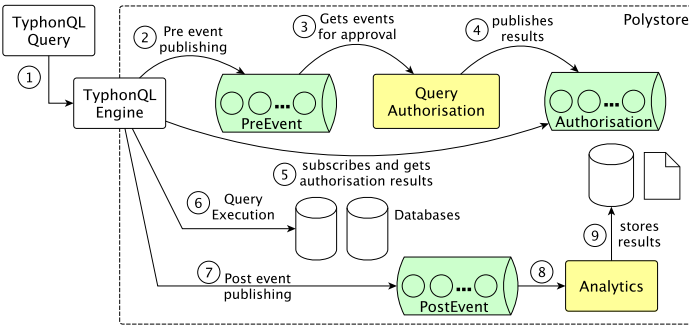 TyphonQL
Query
Polystore
1
2
Pre event
publishing
3
Gets events
for approval
4
publishes
results
TyphonQL
Engine
PreEvent
Query
Authorisation
Authorisation
5
subscribes and gets
authorisation results
6
Query
Execution
Databases
9
stores
results
7
Post event
publishing
PostEvent
8
Analytics